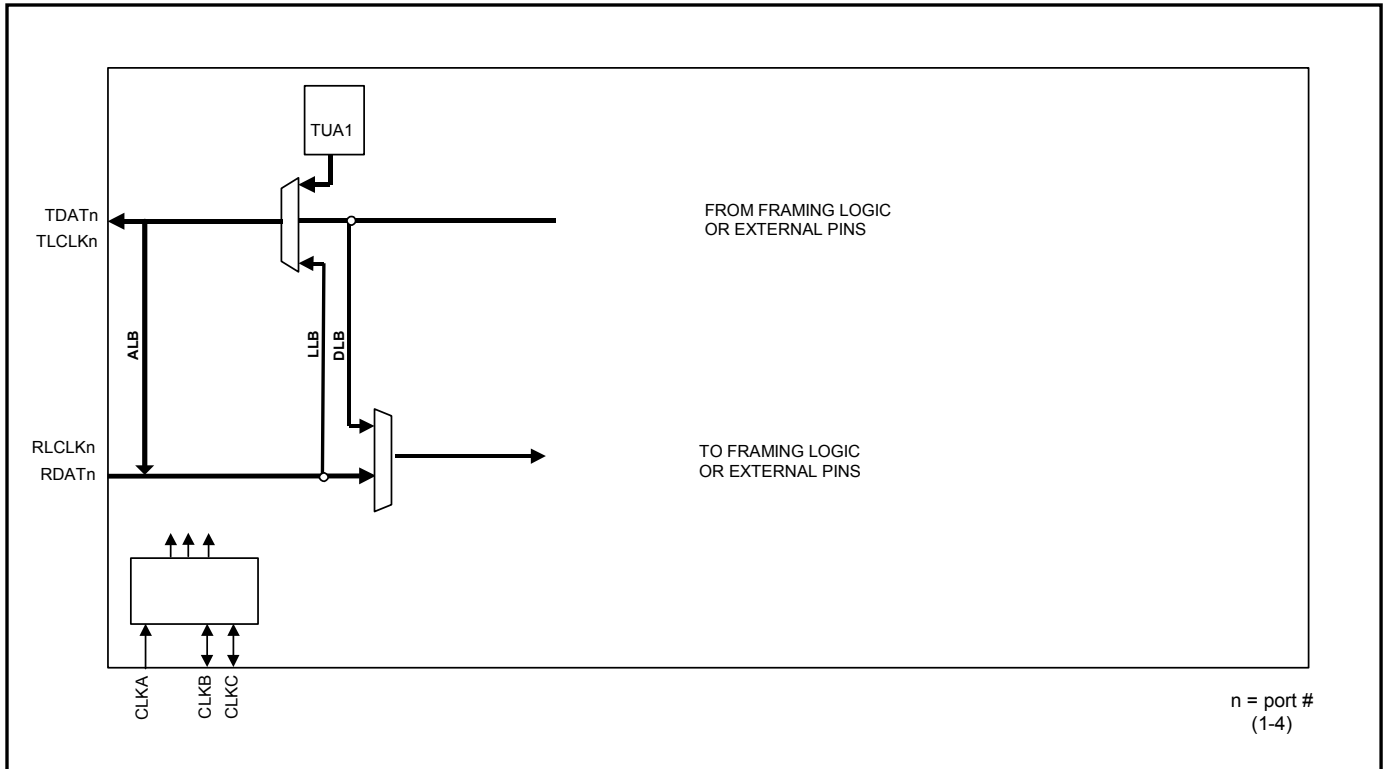 TUA1
TDATn
TLCLKn
FROM FRAMING LOGIC
OR EXTERNAL PINS
ALB
LLB
DLB
RLCLKn
RDATn
TO FRAMING LOGIC
OR EXTERNAL PINS
CLKA
CLKB
CLKC
n = port #
(1-4)